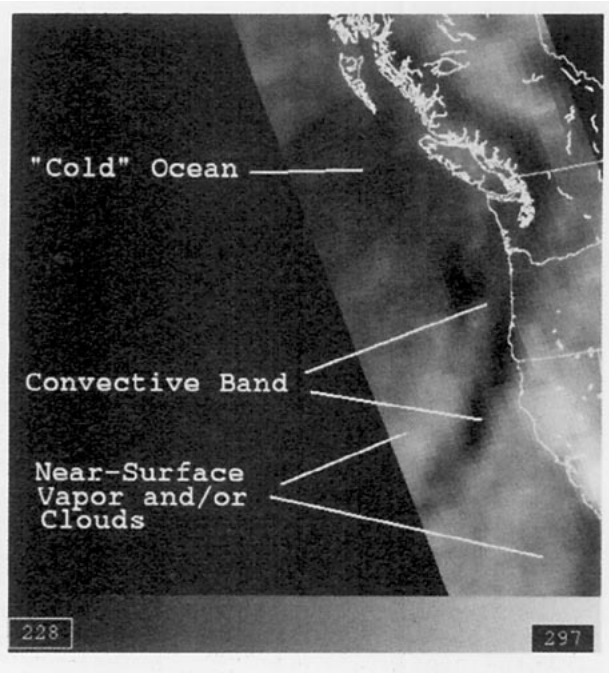 "Cold" Ocean
Convective Band
Near-Surface
Vapor and/or
Clouds
228
297